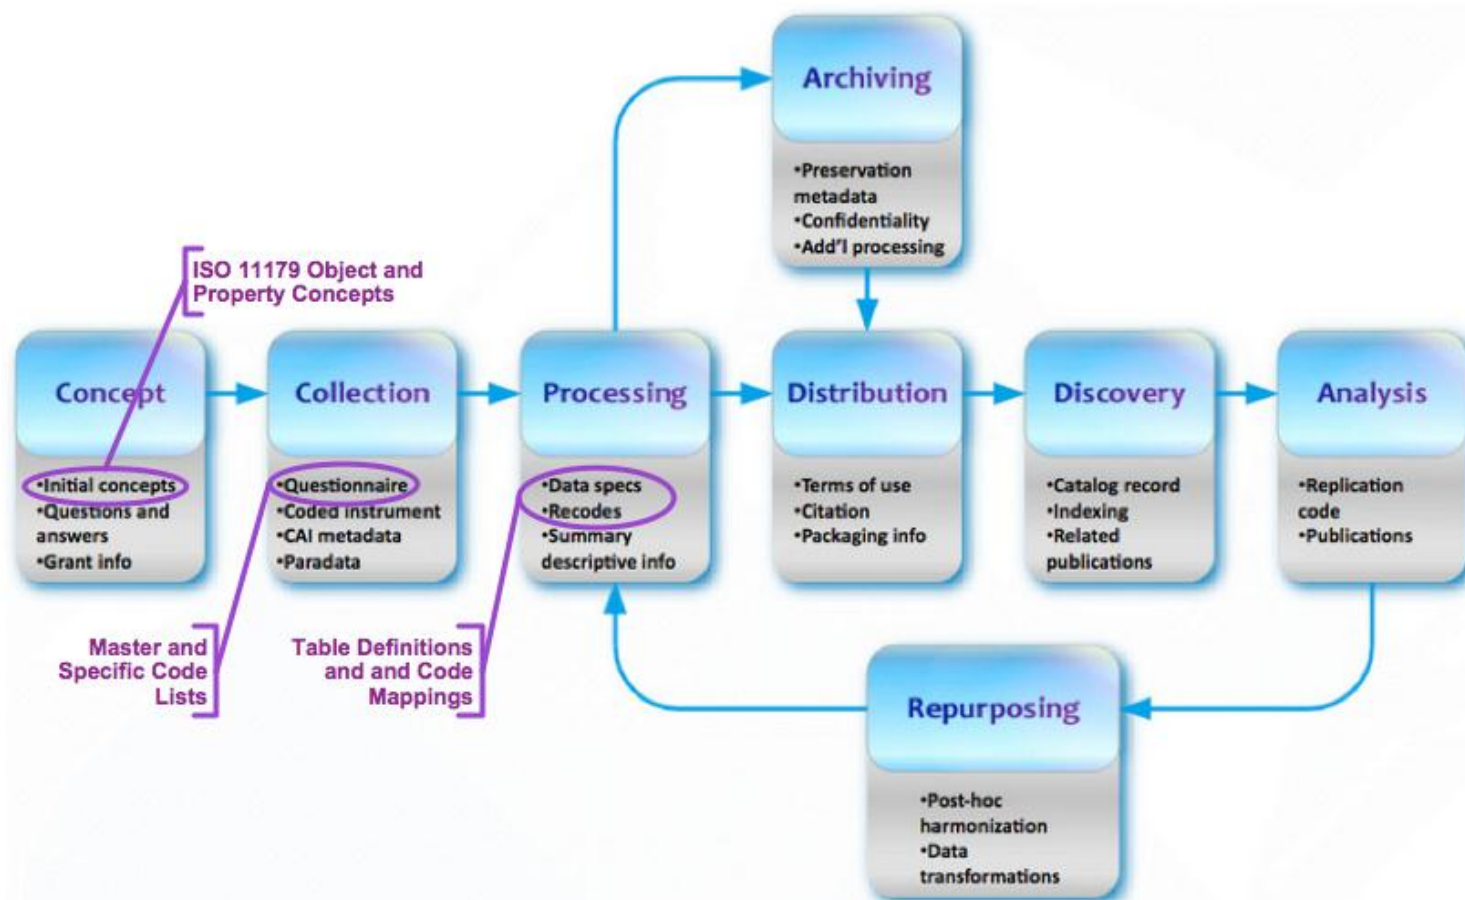 Archiving
•Preservation
metadata
•Confidentiality
•Add'l processing
ISO 11179 Object and
Property Concepts
Concept
•Initial concepts
•Questions and
answers
•Grant info
Collection
•Questionnaire
•Coded instrument
•CAI metadata
•Paradata
Processing
•Data specs
•Recodes
•Summary
descriptive info
Distribution
•Terms of use
•Citation
•Packaging info
Discovery
•Catalog record
•Indexing
•Related
publications
Analysis
•Replication
code
•Publications
Master and
Specific Code
Lists
Table Definitions
and and Code
Mappings
Repurposing
•Post-hoc
harmonization
•Data
transformations